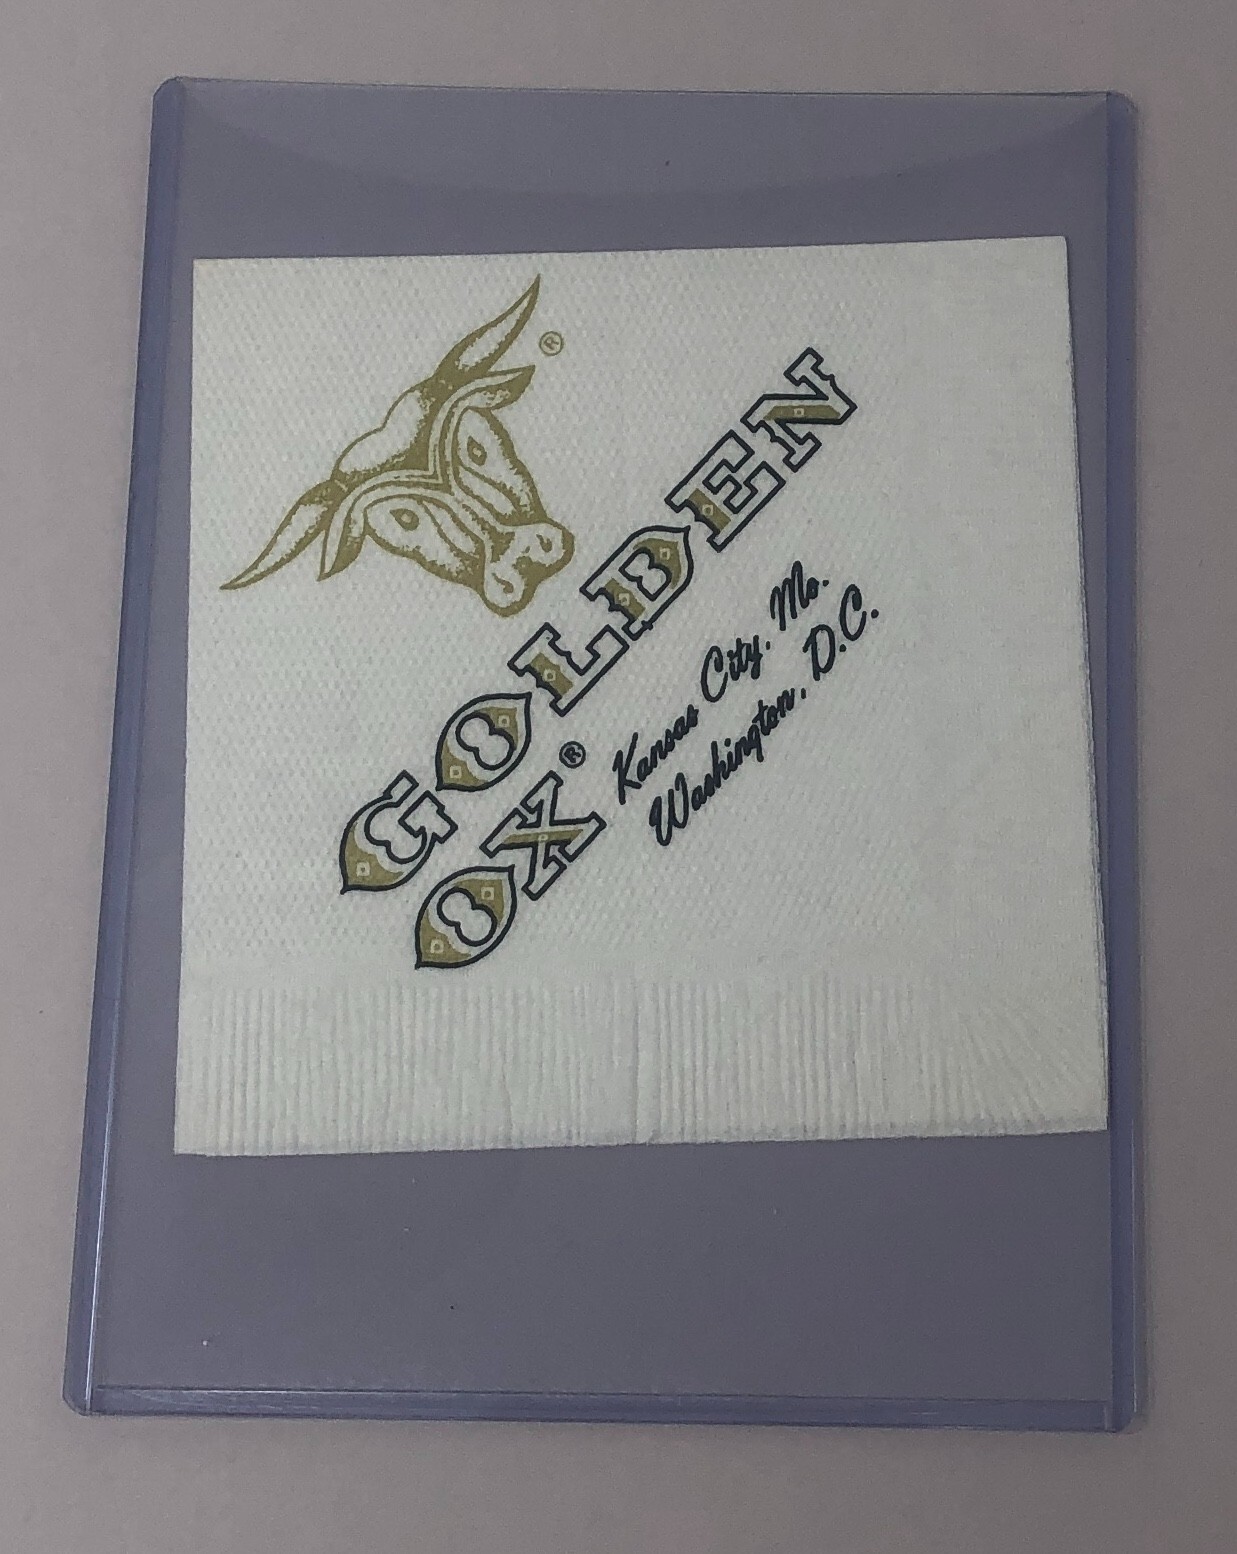 ®
GOLDEN
OX®
Kansas City, Mo.
Washington, D.C.